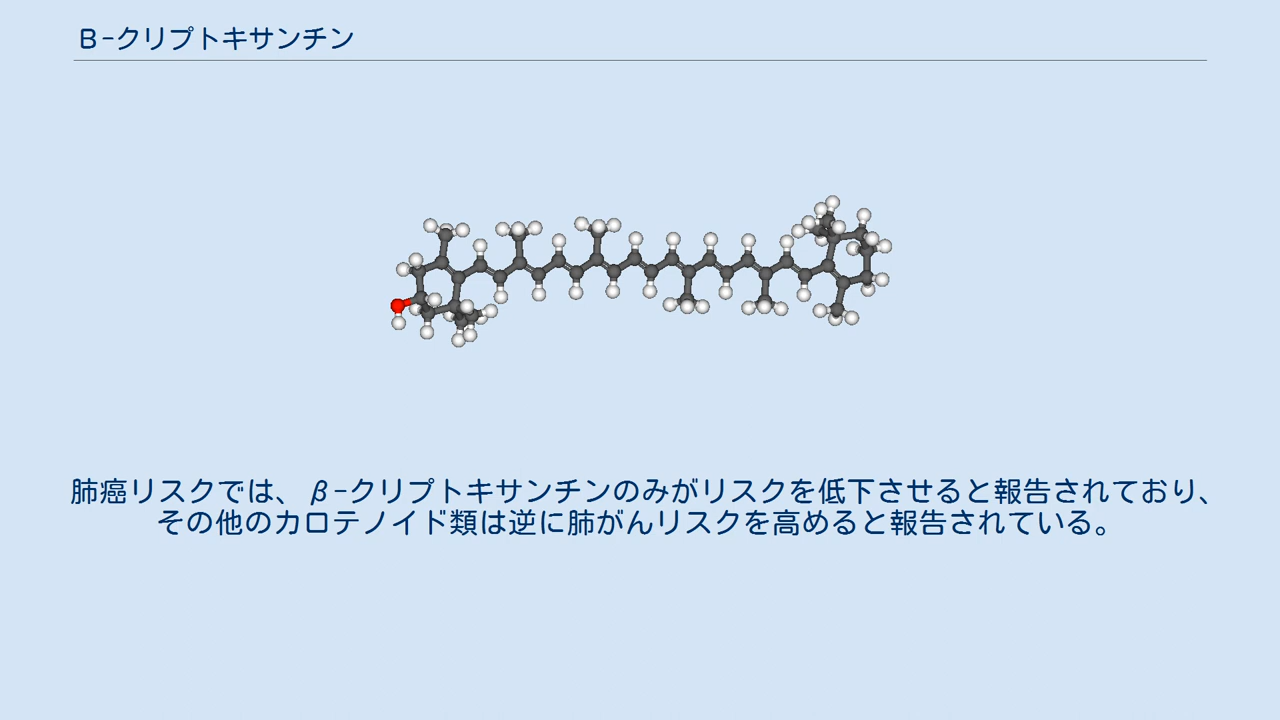 Β-クリプトキサンチン
肺癌リスクでは、β-クリプトキサンチンのみがリスクを低下させると報告されており、
その他のカロテノイド類は逆に肺がんリスクを高めると報告されている。